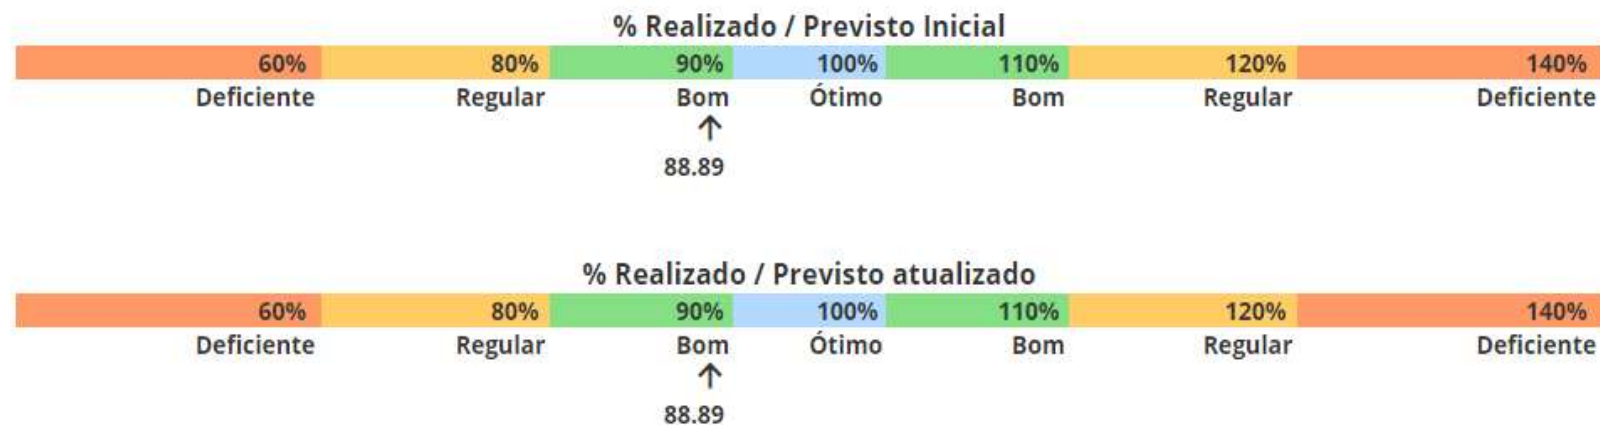 % Realizado / Previsto Inicial
60% 80% 90% 100% 110% 120% 140%
Deficiente Regular Bom Ótimo Bom Regular Deficiente
↑
88.89
% Realizado / Previsto atualizado
60% 80% 90% 100% 110% 120% 140%
Deficiente Regular Bom Ótimo Bom Regular Deficiente
↑
88.89